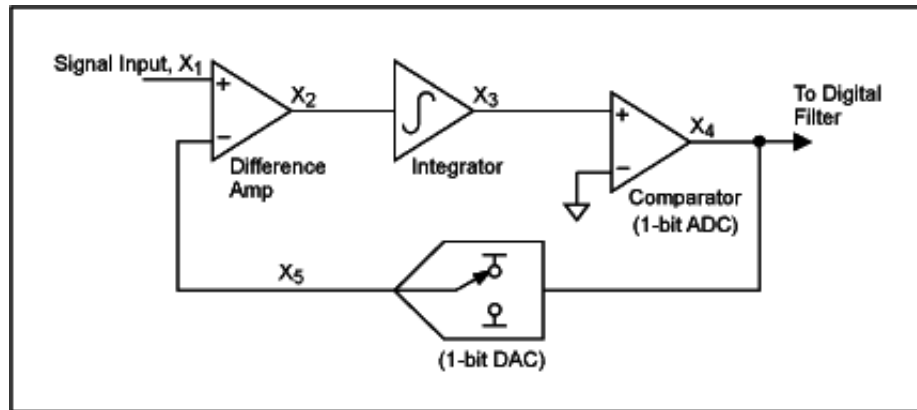 Signal Input, X1
+
−
X2
Difference
Amp
∫
X3
Integrator
+
−
X4
To Digital
Filter
Comparator
(1-bit ADC)
X5
(1-bit DAC)